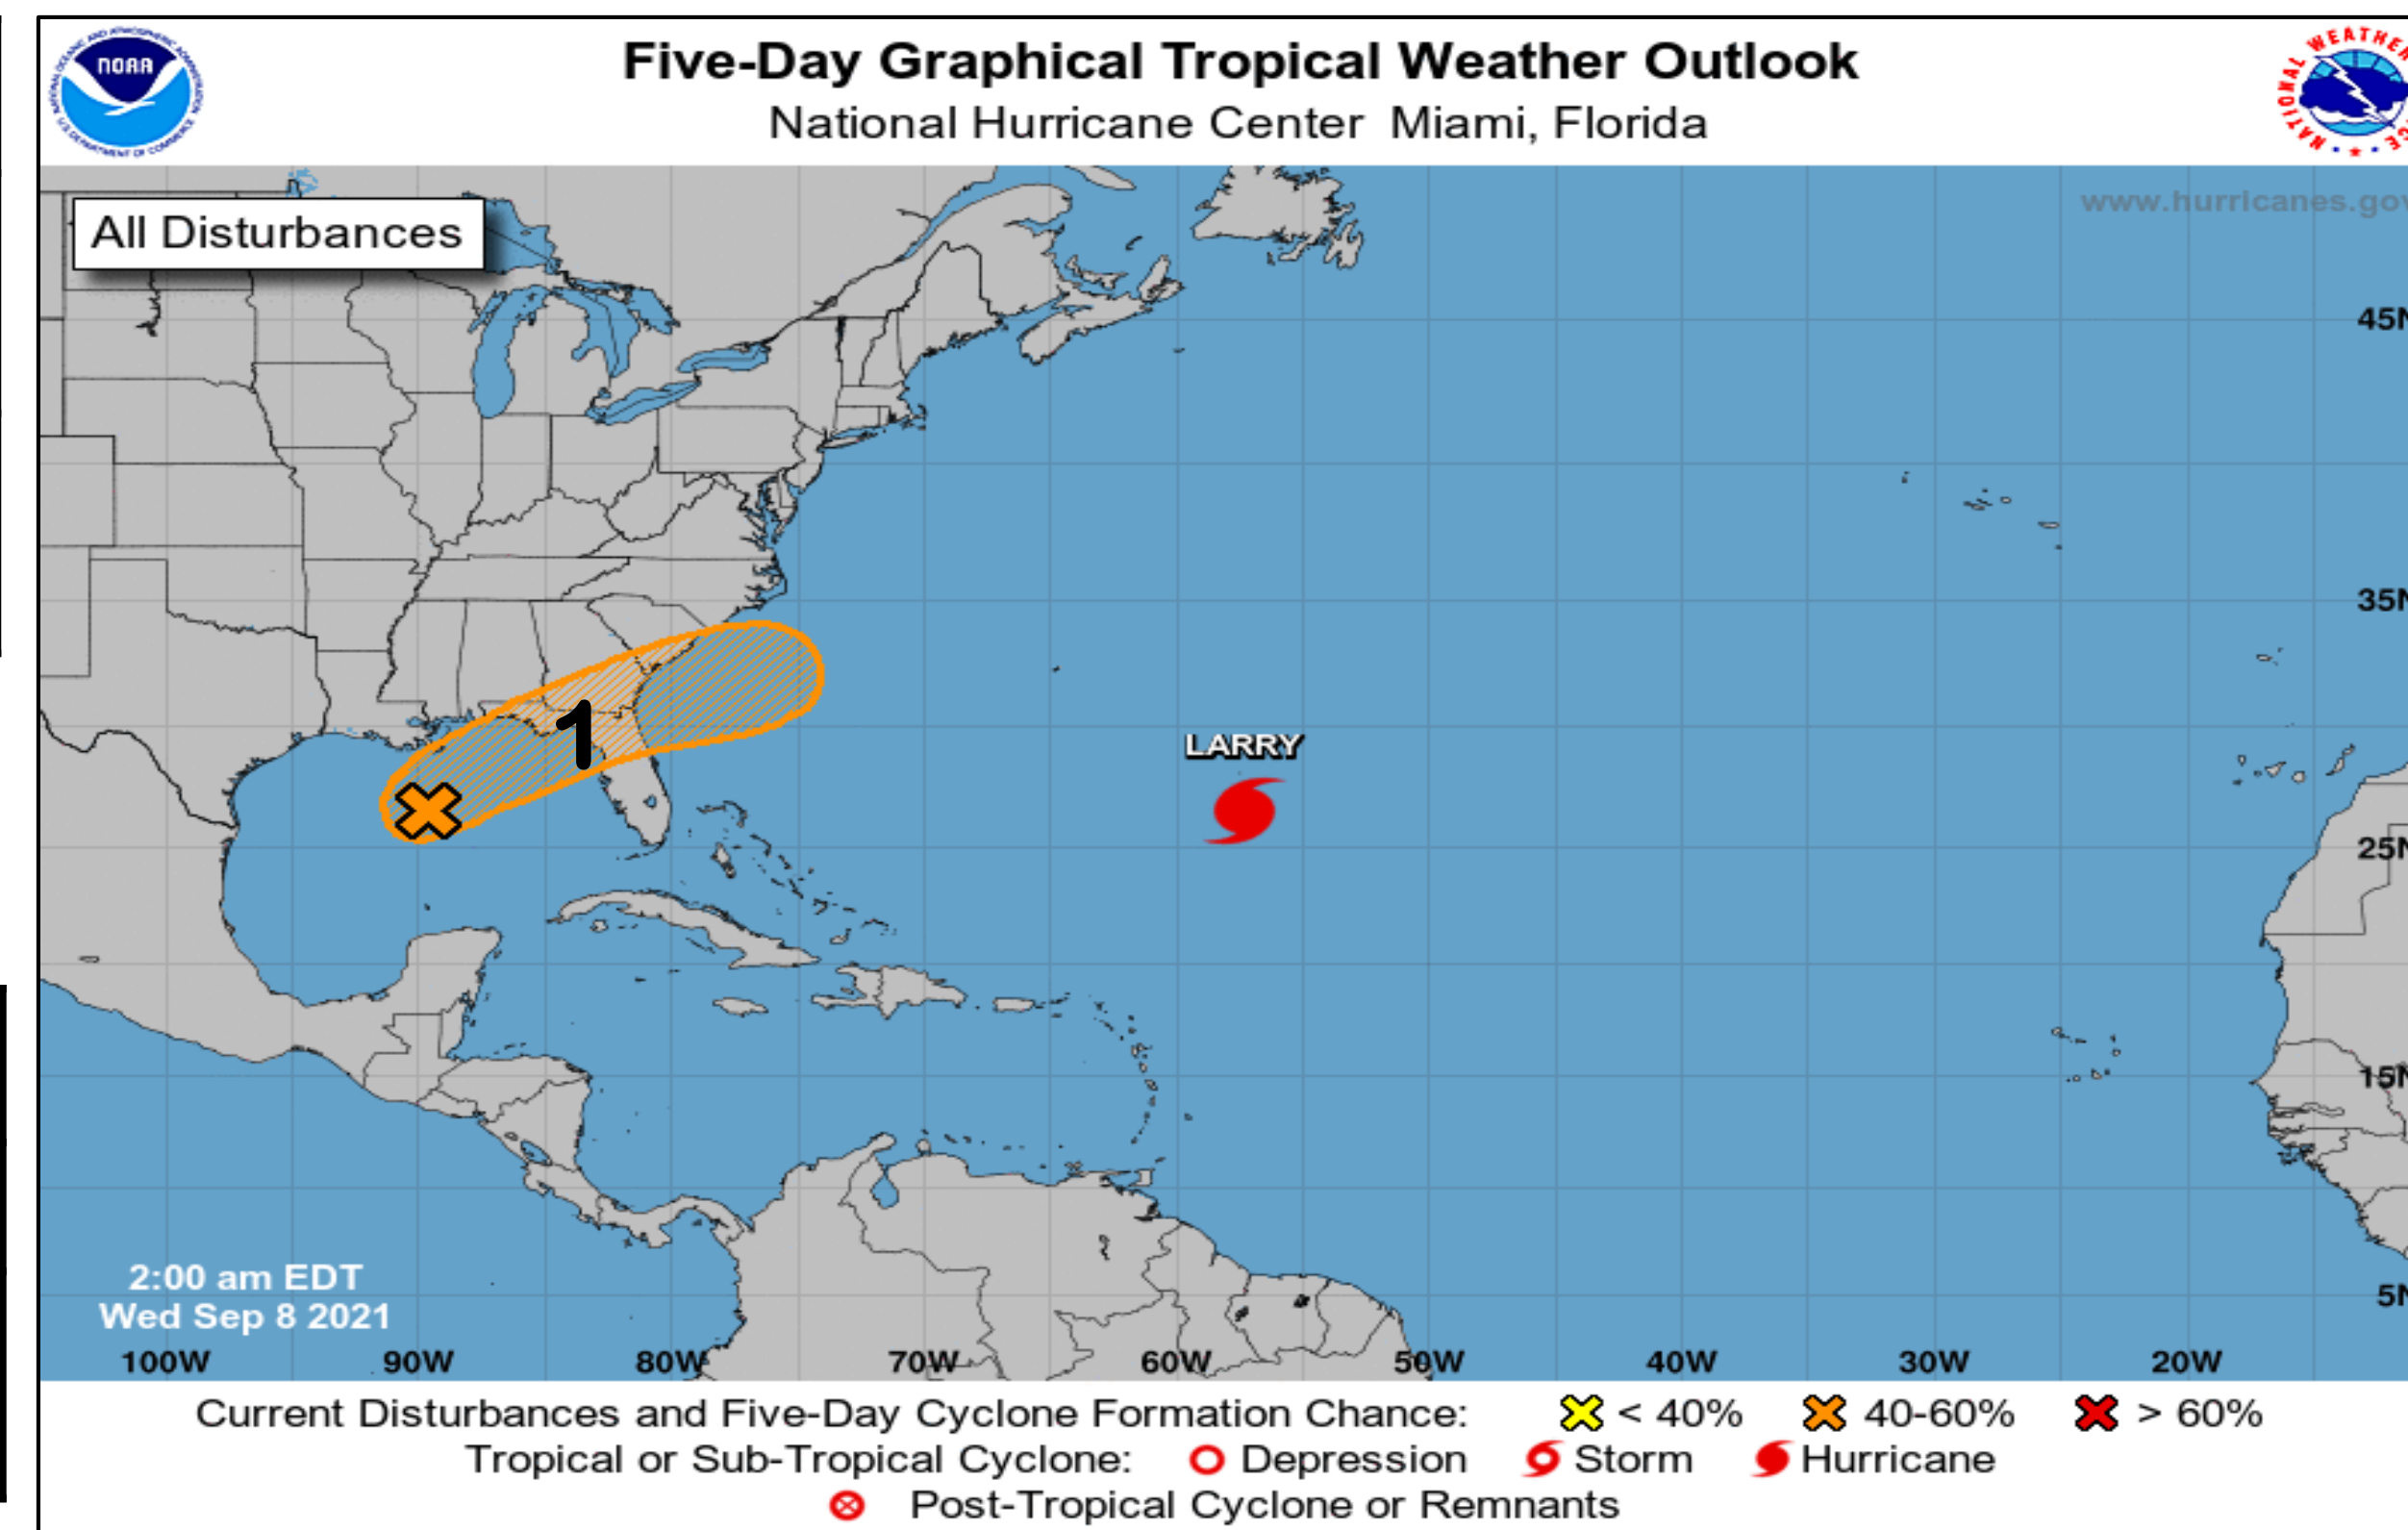 Five-Day Graphical Tropical Weather Outlook
National Hurricane Center Miami, Florida
NOAA
All Disturbances
www.hurricanes.gov
45N
35N
1
LARRY
25N
15N
2:00 am EDT
Wed Sep 8 2021
5N
100W 90W 80W 70W 60W 50W 40W 30W 20W
Current Disturbances and Five-Day Cyclone Formation Chance: < 40% 40-60% > 60%
Tropical or Sub-Tropical Cyclone: Depression Storm Hurricane
Post-Tropical Cyclone or Remnants